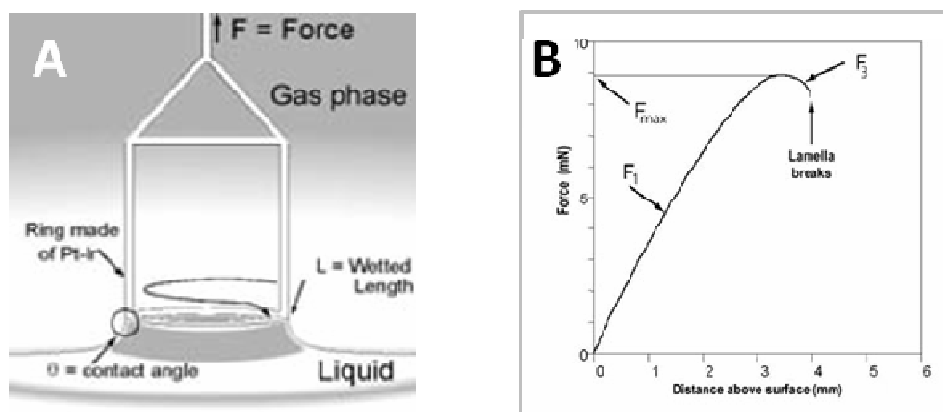 A
F = Force
Gas phase
Ring made
of Pt-Ir
L = Wetted
Length
θ = contact angle
Liquid
B
10
5
0
Force (mN)
Fmax
F1
F3
Lanella
breaks
0 1 2 3 4 5 6
Distance above surface (mm)